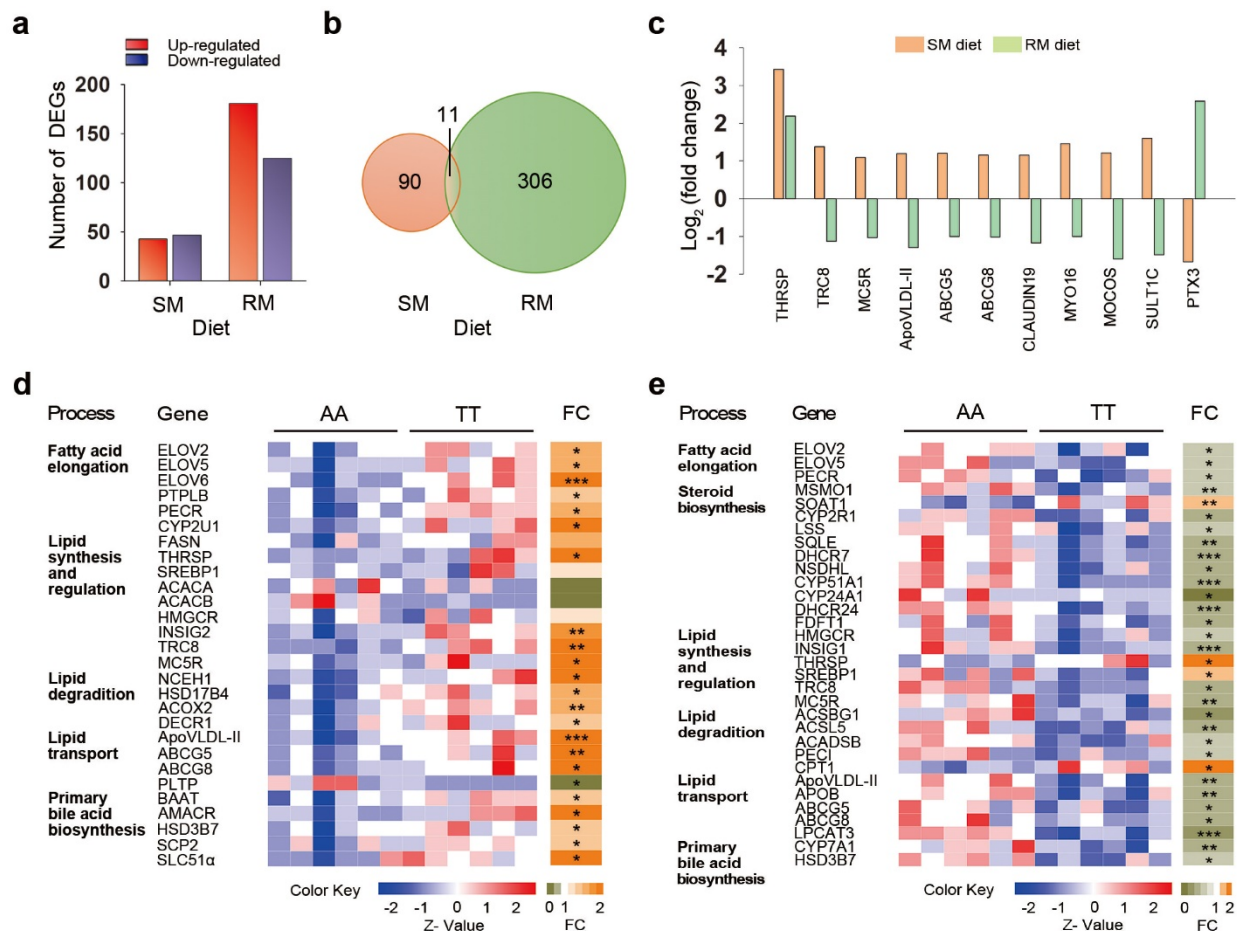 a
Up-regulated
Down-regulated
Number of DEGs
200
150
100
50
0
SM
RM
Diet
b
11
90
306
SM
RM
Diet
c
SM diet
RM diet
Log2 (fold change)
4
3
2
1
0
-1
-2
THRSP
TRC8
MC5R
ApoVLDL-II
ABCG5
ABCG8
CLAUDIN19
MYO16
MOCOS
SULT1C
PTX3
d
Process Gene AA TT FC
Fatty acid
elongation
Lipid
synthesis
and
regulation
Lipid
degradition
Lipid
transport
Primary
bile acid
biosynthesis
ELOV2 *
ELOV5 *
ELOV6 ***
PTPLB *
PECR *
CYP2U1 *
FASN
THRSP *
SREBP1
ACACA
ACACB
HMGCR
INSIG2 **
TRC8 **
MC5R *
NCEH1 *
HSD17B4 *
ACOX2 **
DECR1 *
ApoVLDL-II ***
ABCG5 **
ABCG8 *
PLTP *
BAAT *
AMACR *
HSD3B7 *
SCP2 *
SLC51α *
Color Key
-2 -1 0 1 2
Z- Value
0 1 2
FC
e
Process Gene AA TT FC
Fatty acid
elongation
Steroid
biosynthesis
Lipid
synthesis
and
regulation
Lipid
degradation
Lipid
transport
Primary
bile acid
biosynthesis
ELOV2 *
ELOV5 *
PECR *
MSMO1 **
SOAT1 **
CYP2R1 *
LSS *
SQLE **
DHCR7 ***
NSDHL *
CYP51A1 ***
CYP24A1 *
DHCR24 ***
FDFT1 *
HMGCR *
INSIG1 ***
THRSP *
SREBP1 *
TRC8 *
MC5R **
ACSBG1 *
ACSL5 **
ACADSB *
PECI *
CPT1 *
ApoVLDL-II **
APOB **
ABCG5 *
ABCG8 *
LPCAT3 ***
CYP7A1 **
HSD3B7 *
Color Key
-2 -1 0 1 2
Z- Value
0 1 2
FC